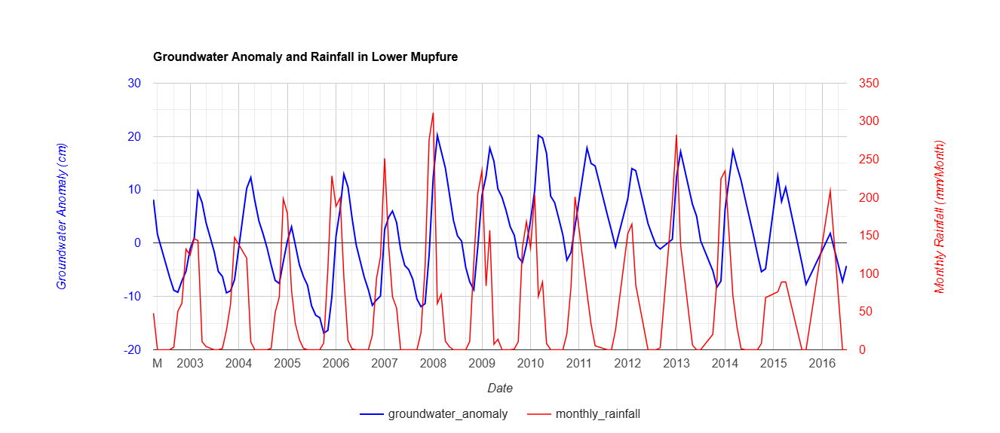 Groundwater Anomaly and Rainfall in Lower Mupfure
30 350
300
20 250
10 200
0 150
100
-10 50
-20 0
Groundwater Anomaly (cm)
Monthly Rainfall (mm/Month)
M 2003 2004 2005 2006 2007 2008 2009 2010 2011 2012 2013 2014 2015 2016
Date
groundwater_anomaly monthly_rainfall